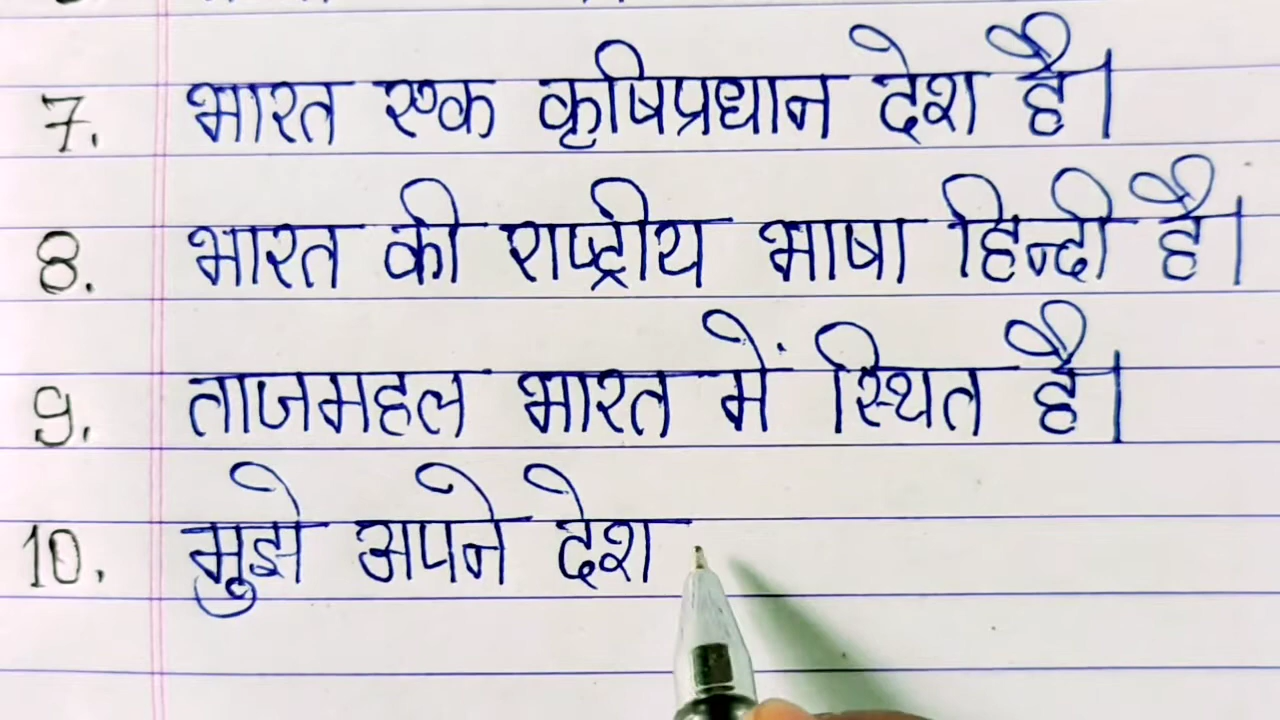 7. भारत एक कृषिप्रधान देश है।
8. भारत की राष्ट्रीय भाषा हिन्दी है।
9. ताजमहल भारत में स्थित है।
10. मुझे अपने देश